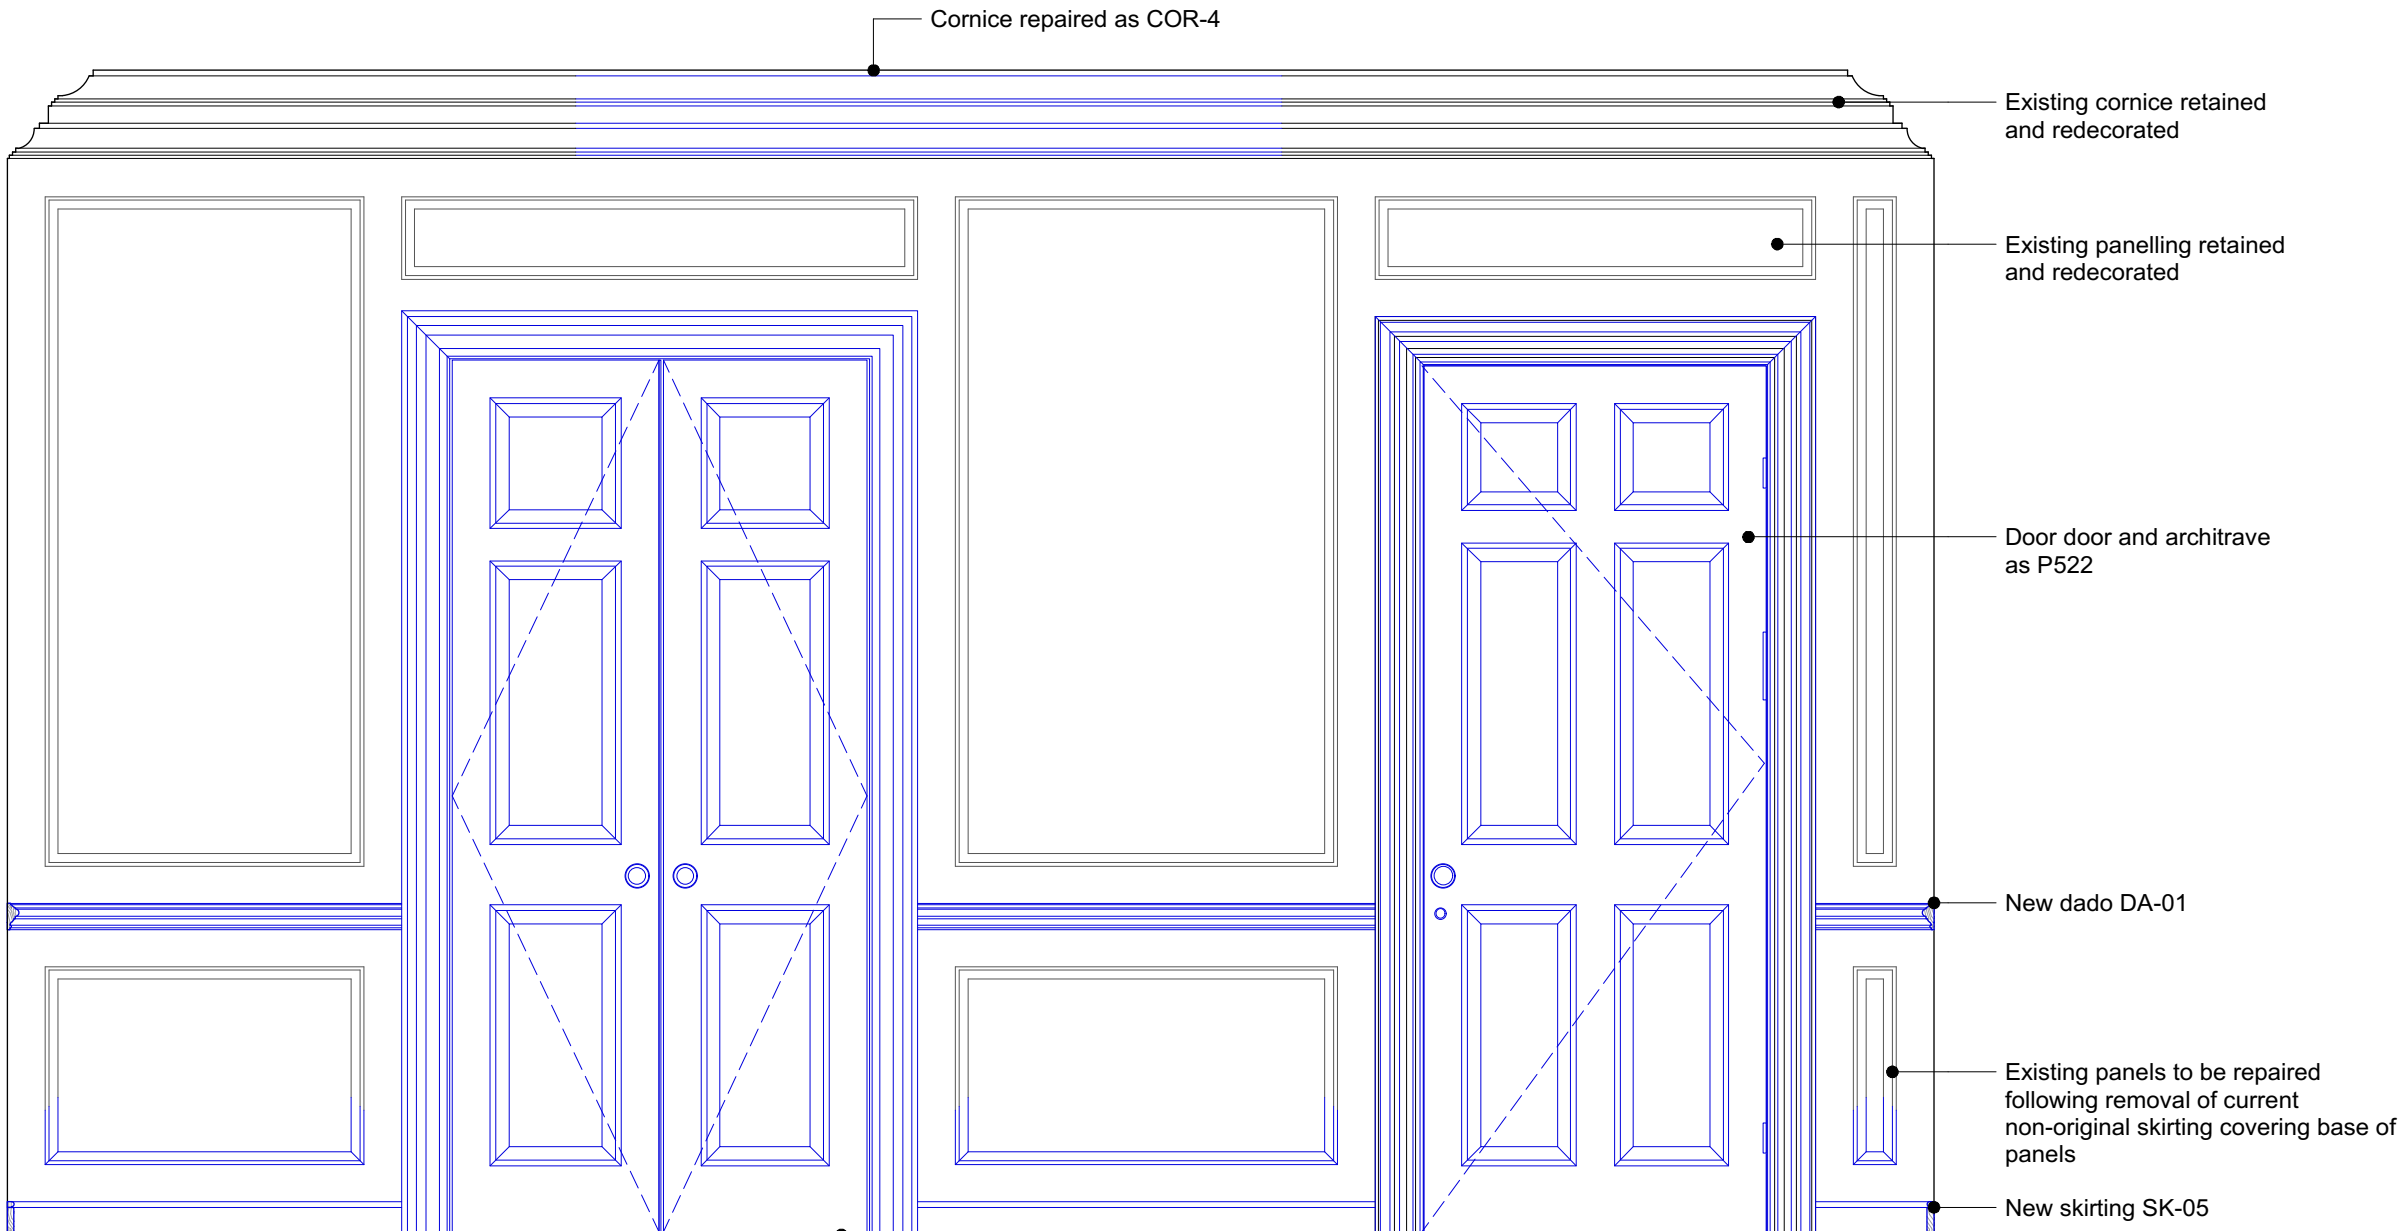 Cornice repaired as COR-4
Existing cornice retained
and redecorated
Existing panelling retained
and redecorated
Door door and architrave
as P522
New dado DA-01
Existing panels to be repaired
following removal of current
non-original skirting covering base of
panels
New skirting SK-05